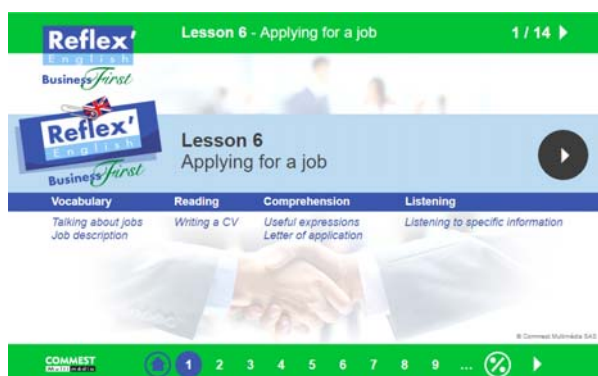 Reflex'
English
Business First
Lesson 6 - Applying for a job
1 / 14
Reflex'
English
Business First
Lesson 6
Applying for a job
Vocabulary Reading Comprehension Listening
Talking about jobs Writing a CV Useful expressions Listening to specific information
Job description Letter of application
© Commest Multimédia SAS
COMMEST
Multimédia
1 2 3 4 5 6 7 8 9 ... %